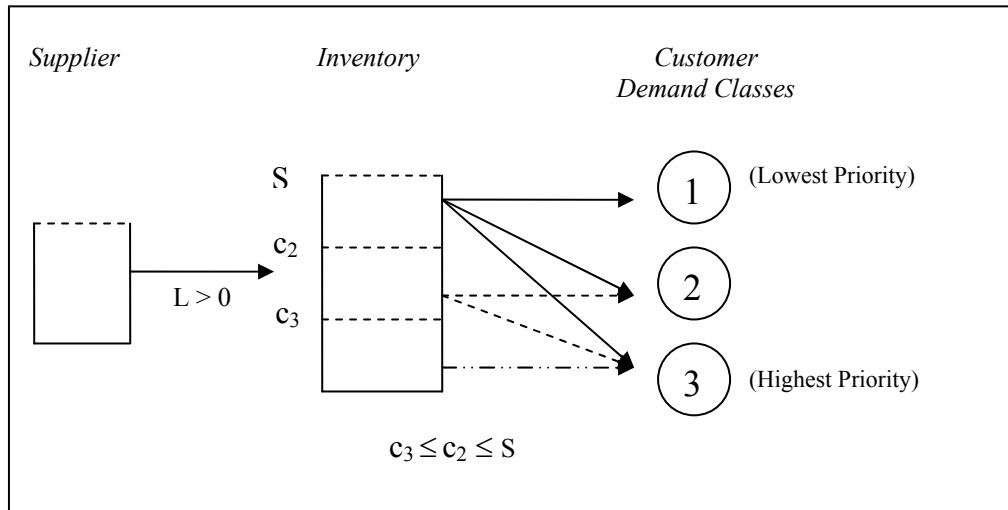 Supplier
Inventory
Customer
Demand Classes
S
c₂
c₃
L > 0
1
(Lowest Priority)
2
3
(Highest Priority)
c₃ ≤ c₂ ≤ S